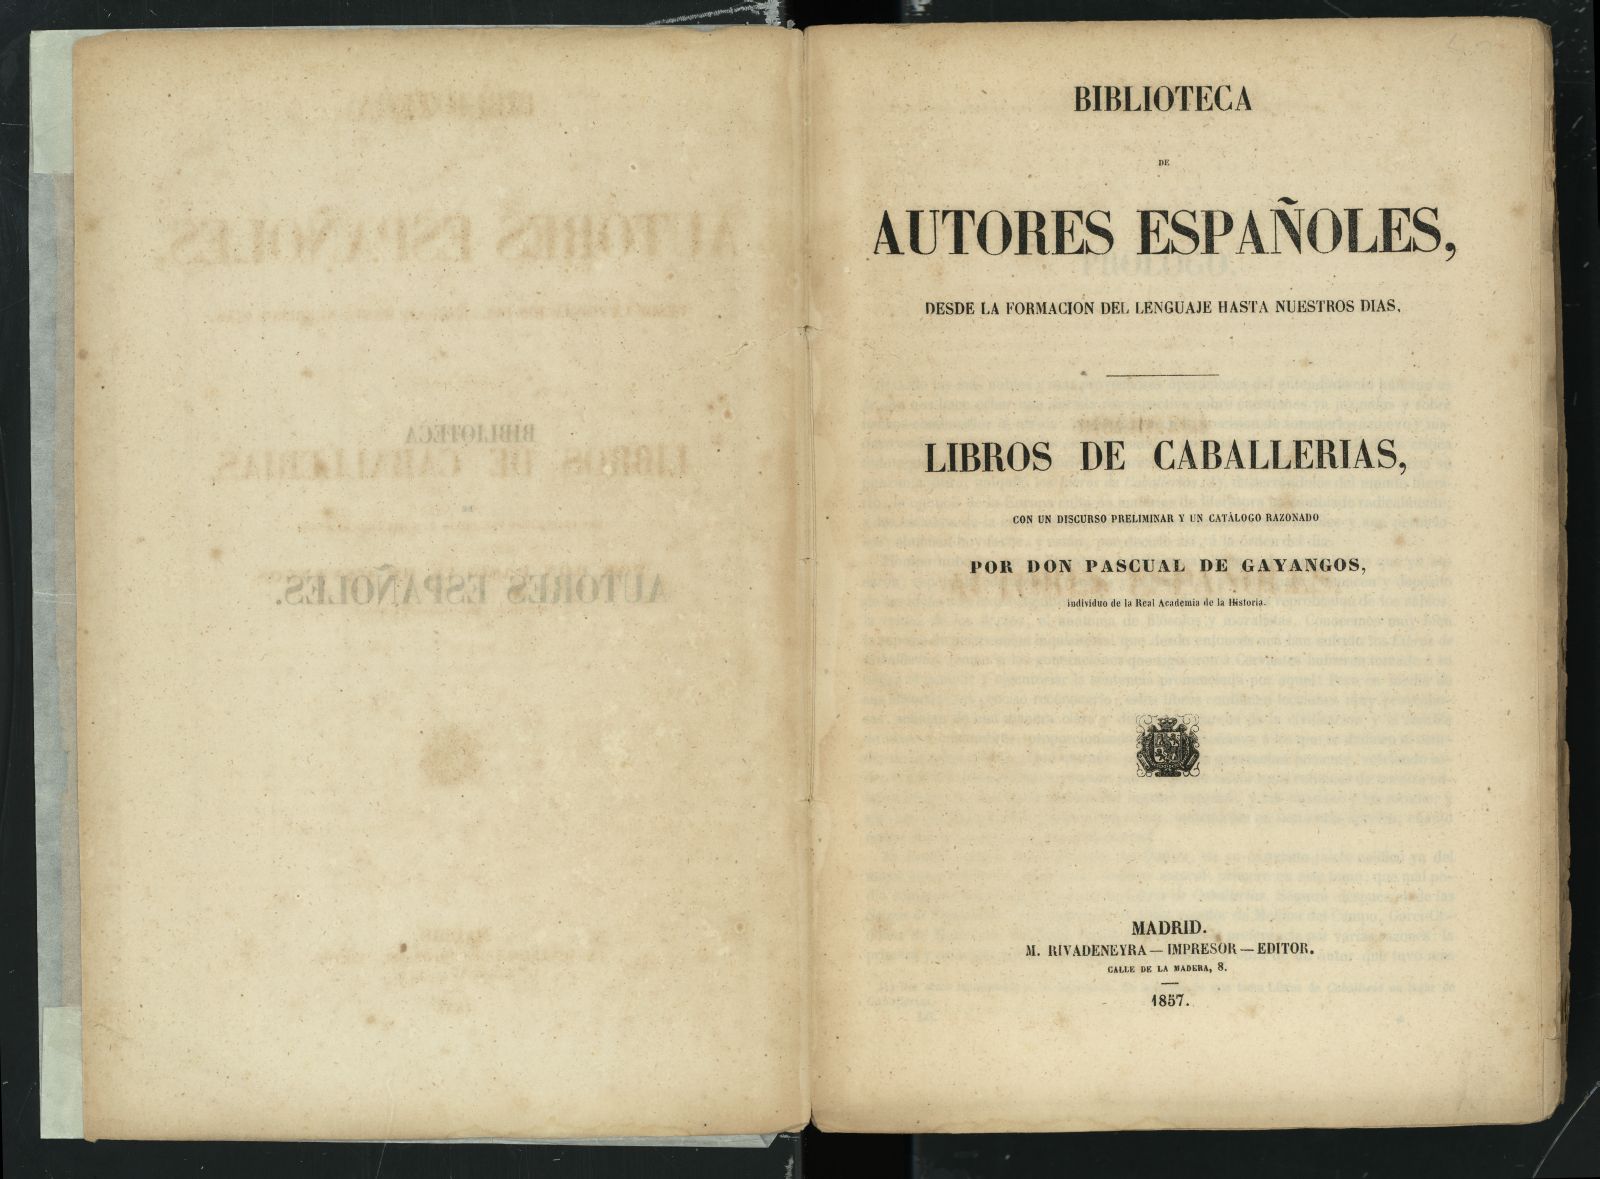 BIBLIOTECA
DE
AUTORES ESPAÑOLES,
DESDE LA FORMACION DEL LENGUAJE HASTA NUESTROS DIAS.
LIBROS DE CABALLERIAS,
CON UN DISCURSO PRELIMINAR Y UN CATÁLOGO RAZONADO
POR DON PASCUAL DE GAYANGOS,
individuo de la Real Academia de la Historia.
MADRID.
M. RIVADENEYRA — IMPRESOR — EDITOR.
CALLE DE LA MADERA, 8.
1857.